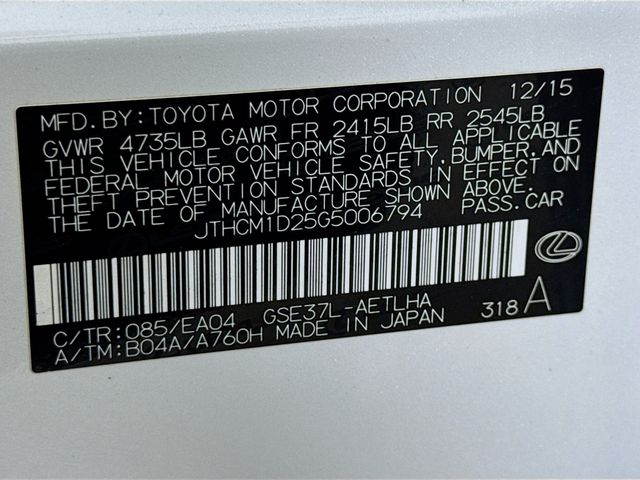 MFD.BY:TOYOTA MOTOR CORPORATION 12/15
GVWR 4735LB GAWR FR 2415LB RR 2545LB
THIS VEHICLE CONFORMS TO ALL APPLICABLE
FEDERAL MOTOR VEHICLE SAFETY,BUMPER,AND
THEFT PREVENTION STANDARDS IN EFFECT ON
THE DATE OF MANUFACTURE SHOWN ABOVE.
JTHCM1D25G5006794 PASS.CAR
C/TR:085/EA04 GSE37L-AETLHA
A/TM:B04A/A760H MADE IN JAPAN 318 A